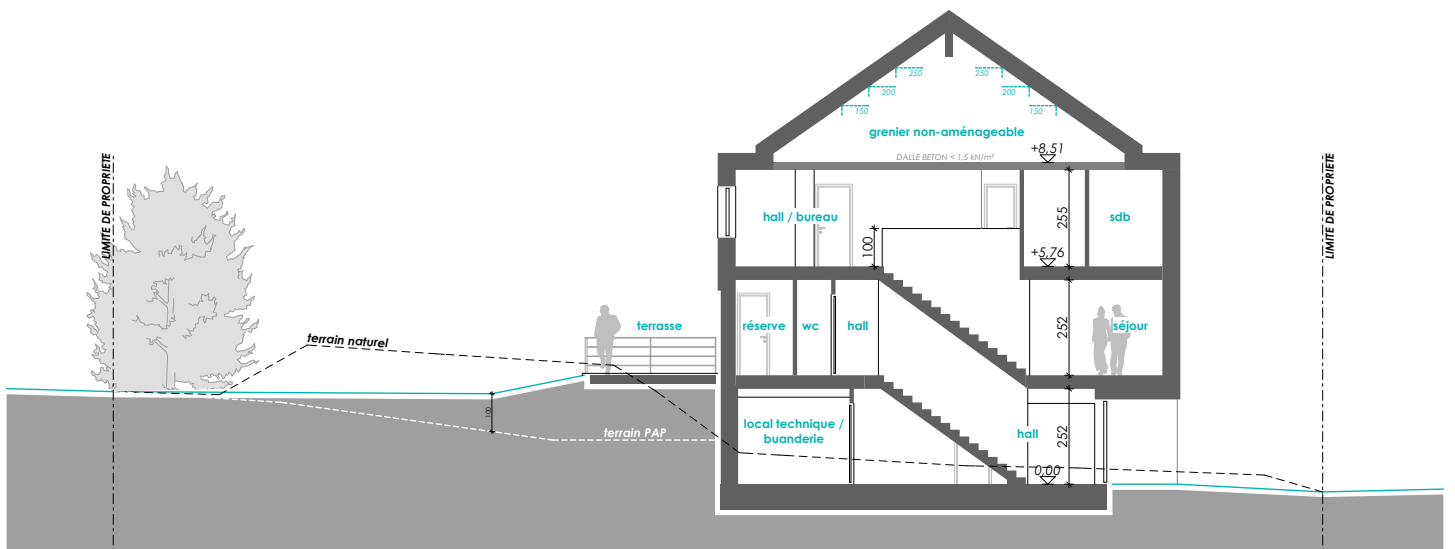 250
250
200
200
150
150
grenier non-aménageable
+8,51
DALLE BETON < 1,5 kN/m²
LIMITE DE PROPRIETE
LIMITE DE PROPRIETE
hall / bureau
255
sdb
100
+5,76
terrasse
réserve
wc
hall
252
séjour
terrain naturel
100
terrain PAP
local technique /
buanderie
hall
252
0,00